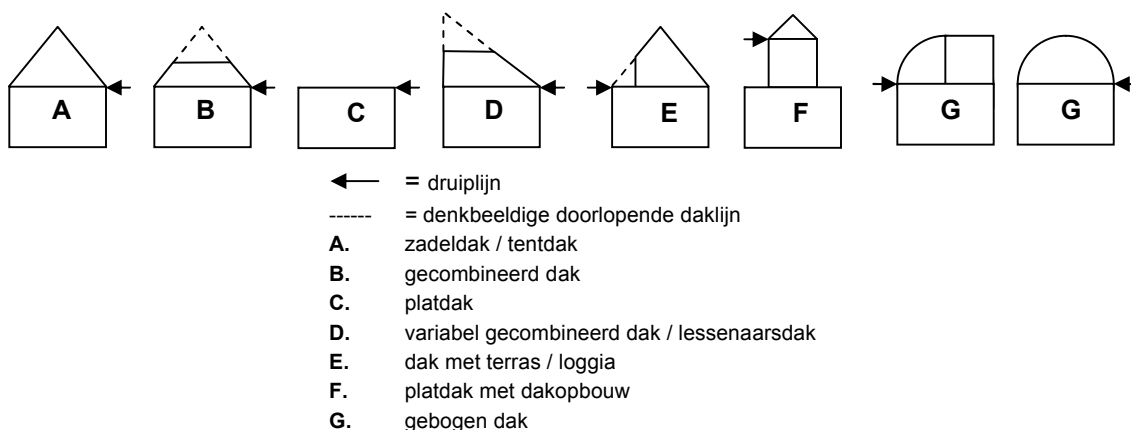 A B C D E F G G
= druiplijn
------ = denkbeeldige doorlopende daklijn
A. zadeldak / tentdak
B. gecombineerd dak
C. platdak
D. variabel gecombineerd dak / lessenaarsdak
E. dak met terras / loggia
F. platdak met dakopbouw
G. gebogen dak